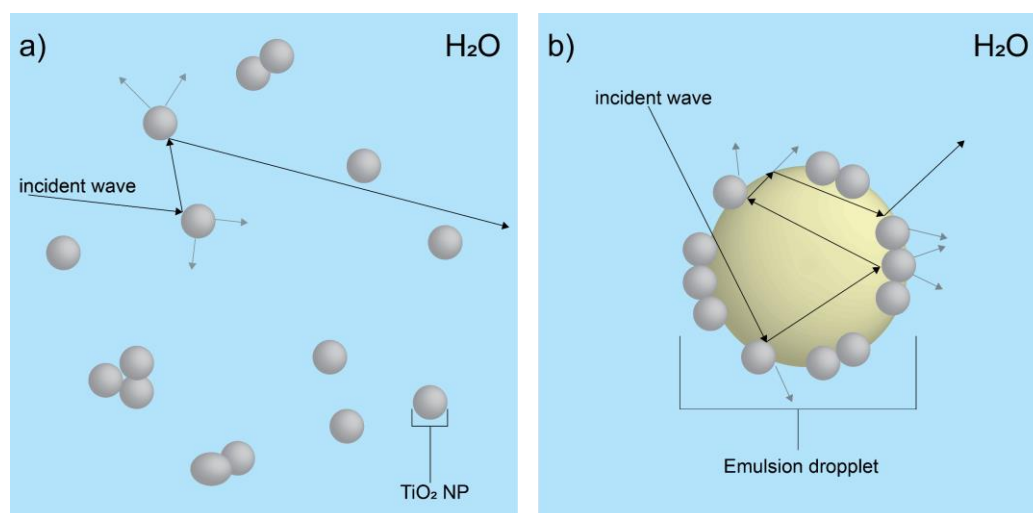 a)
H₂O
incident wave
TiO₂ NP
b)
H₂O
incident wave
Emulsion dropplet